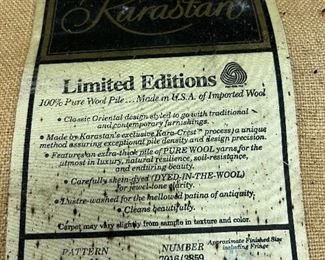 Karastan
Limited Editions
100% Pure Wool Pile... Made in U.S.A. of Imported Wool
• Classic Oriental design styled to go with traditional
and contemporary furnishings.
• Made by Karastan's exclusive Kara-Crest process; a unique
method assuring exceptional pile density and design precision.
• Features an extra-thick pile of PURE WOOL yarns for the
utmost in luxury, natural resilience, soil-resistance,
and enduring beauty.
Carefully skein-dyed (DYED-IN-THE-WOOL)
for jewel-tone clarity.
• Lustre-washed for the mellowed patina of antiquity.
Cleans beautifully.
Carpet may vary slightly from sample in texture and color.
PATTERN NUMBER Approximate Finished Size
including Fringe